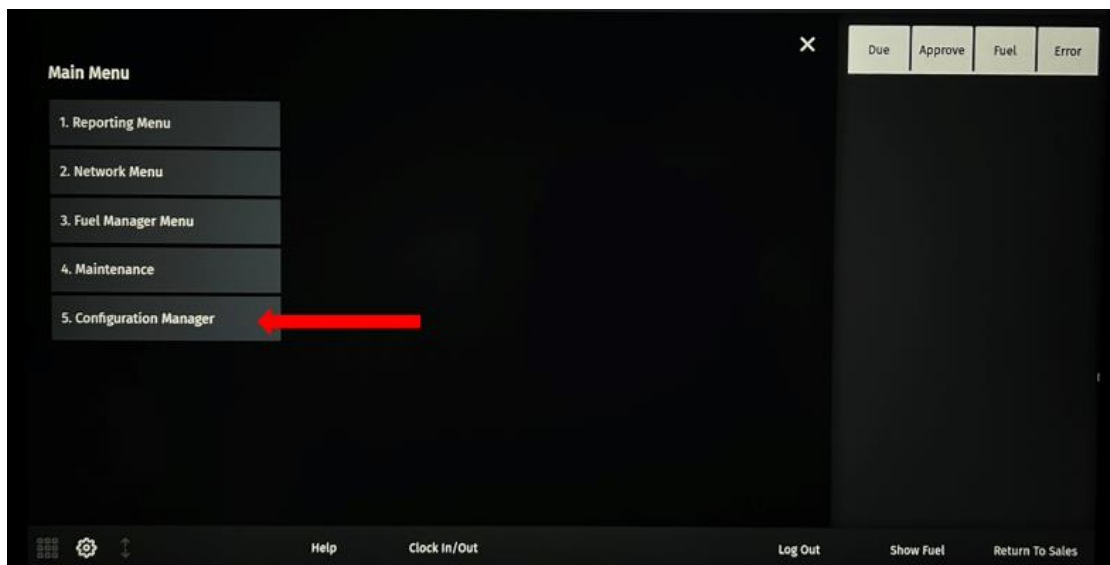 Due Approve Fuel Error
Main Menu
1. Reporting Menu
2. Network Menu
3. Fuel Manager Menu
4. Maintenance
5. Configuration Manager
Help Clock In/Out Log Out Show Fuel Return To Sales